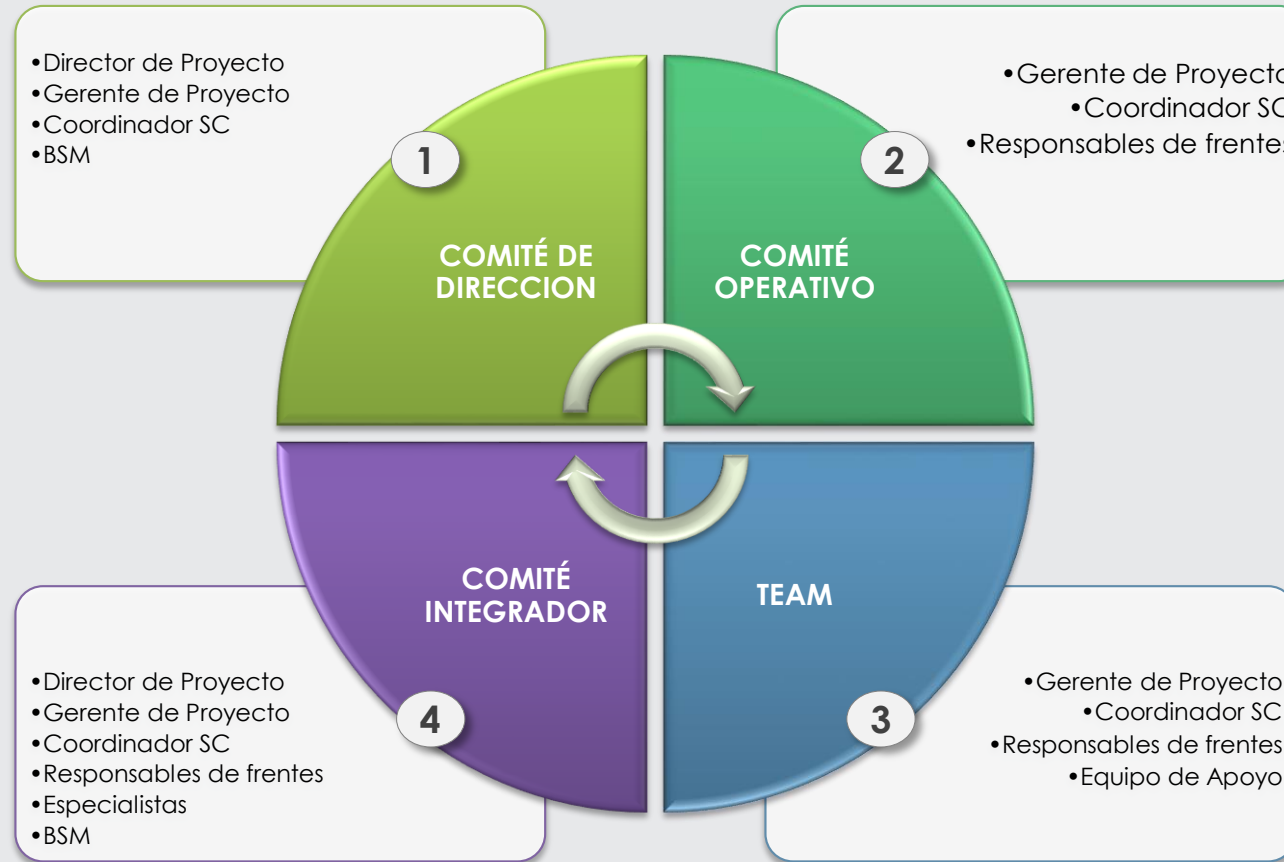 •Director de Proyecto
•Gerente de Proyecto
•Coordinador SC
•BSM
1
COMITÉ DE
DIRECCION
•Gerente de Proyecto
•Coordinador SC
•Responsables de frentes
2
COMITÉ
OPERATIVO
TEAM
3
•Gerente de Proyecto
•Coordinador SC
•Responsables de frentes
•Equipo de Apoyo
COMITÉ
INTEGRADOR
4
•Director de Proyecto
•Gerente de Proyecto
•Coordinador SC
•Responsables de frentes
•Especialistas
•BSM